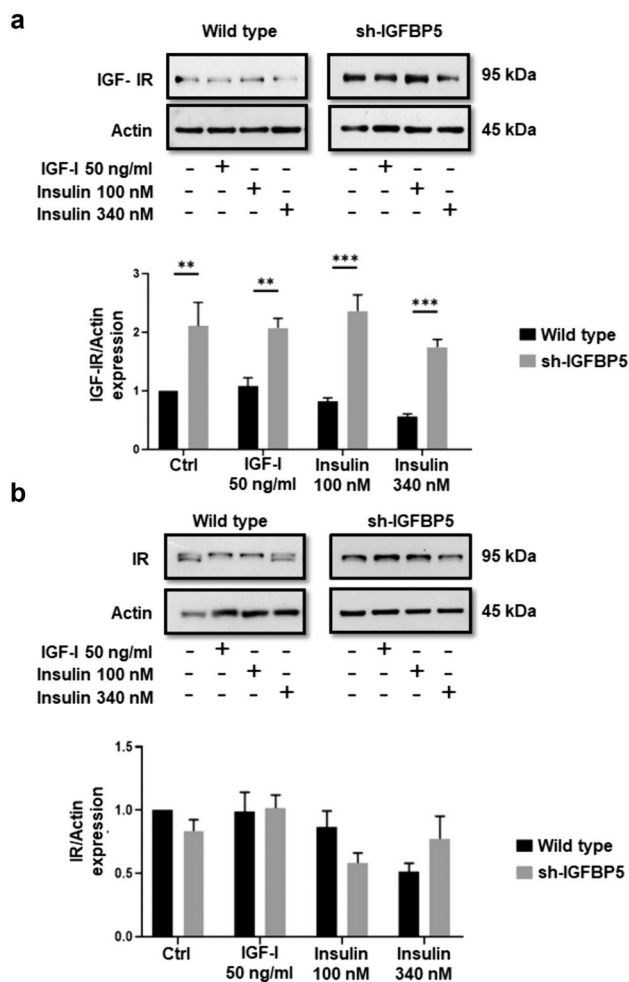 a
Wild type sh-IGFBP5
IGF- IR 95 kDa
Actin 45 kDa
IGF-I 50 ng/ml - + - - - + - -
Insulin 100 nM - - + - - - + -
Insulin 340 nM - - - + - - - +
** ** *** ***
3
2
1
0
IGF-IR/Actin
expression
Wild type
sh-IGFBP5
Ctrl IGF-I Insulin Insulin
50 ng/ml 100 nM 340 nM
b
Wild type sh-IGFBP5
IR 95 kDa
Actin 45 kDa
IGF-I 50 ng/ml - + - - - + - -
Insulin 100 nM - - + - - - + -
Insulin 340 nM - - - + - - - +
1.5
1.0
0.5
0.0
IR/Actin
expression
Wild type
sh-IGFBP5
Ctrl IGF-I Insulin Insulin
50 ng/ml 100 nM 340 nM